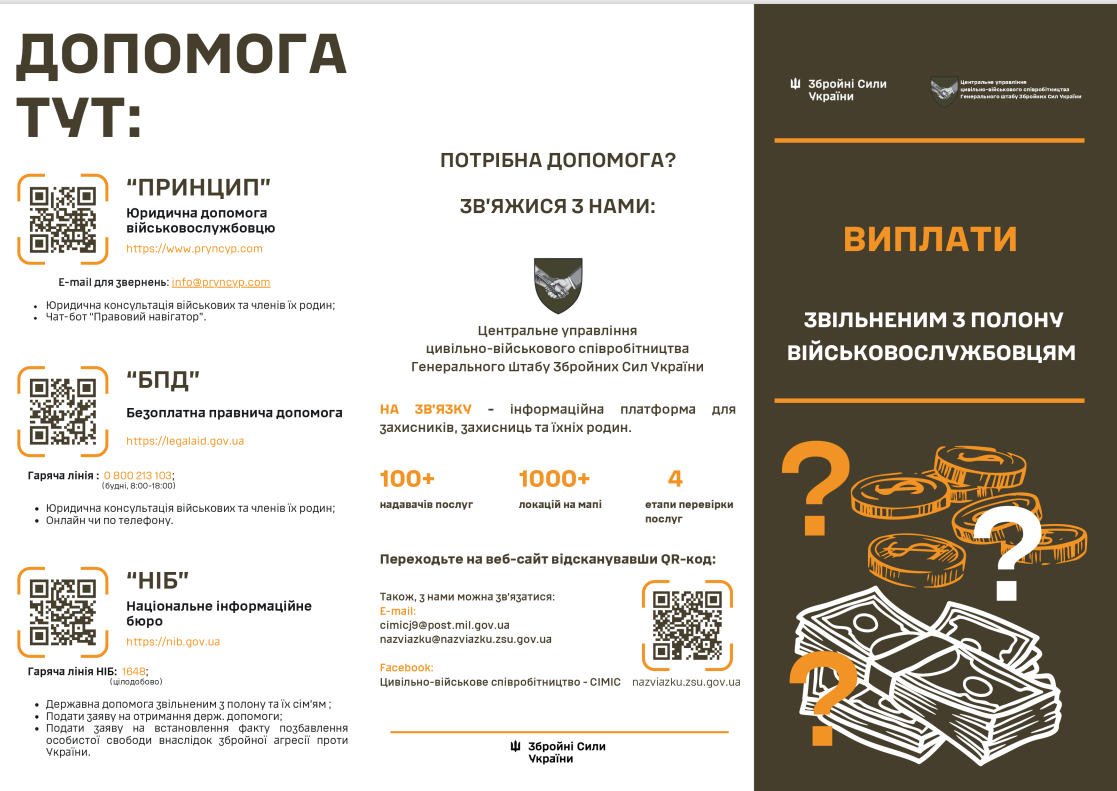 ДОПОМОГА
ТУТ:
“ПРИНЦИП”
Юридична допомога
військовослужбовцю
https://www.pryncyp.com
E-mail для звернень: info@pryncyp.com
• Юридична консультація військових та членів їх родин;
• Чат-бот “Правовий навігатор”.
“БПД”
Безоплатна правнича допомога
https://legalaid.gov.ua
Гаряча лінія : 0 800 213 103;
(будні, 8:00-18:00)
• Юридична консультація військових та членів їх родин;
• Онлайн чи по телефону.
“НІБ”
Національне інформаційне
бюро
https://nib.gov.ua
Гаряча лінія НІБ: 1648;
(цілодобово)
• Державна допомога звільненим з полону та їх сім'ям ;
• Подати заяву на отримання держ. допомоги;
• Подати заяву на встановлення факту позбавлення
особистої свободи внаслідок збройної агресії проти
України.
ПОТРІБНА ДОПОМОГА?
ЗВ'ЯЖИСЯ З НАМИ:
Центральне управління
цивільно-військового співробітництва
Генерального штабу Збройних Сил України
НА ЗВ'ЯЗКУ - інформаційна платформа для
захисників, захисниць та їхніх родин.
100+ 1000+ 4
надавачів послуг локацій на мапі етапи перевірки
послуг
Переходьте на веб-сайт відсканувавши QR-код:
Також, з нами можна зв'язатися:
E-mail:
cimicj9@post.mil.gov.ua
nazviazku@nazviazku.zsu.gov.ua
Facebook:
Цивільно-військове співробітництво - CIMIC
nazviazku.zsu.gov.ua
Збройні Сили
України
Збройні Сили
України
Центральне управління
цивільно-військового співробітництва
Генерального штабу Збройних Сил України
ВИПЛАТИ
ЗВІЛЬНЕНИМ З ПОЛОНУ
ВІЙСЬКОВОСЛУЖБОВЦЯМ
?
?
?